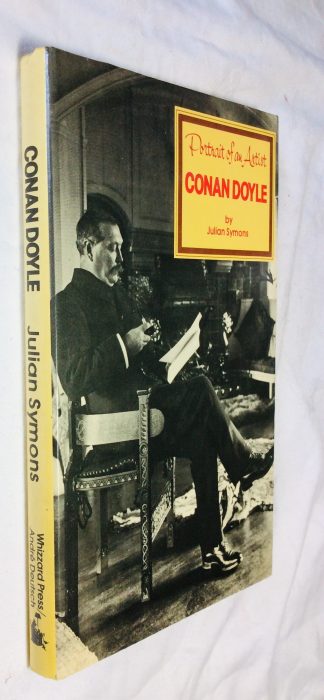 Portrait of an Artist
CONAN DOYLE
by
Julian Symons
CONAN DOYLE
Julian Symons
Whizzard Press/
André Deutsch